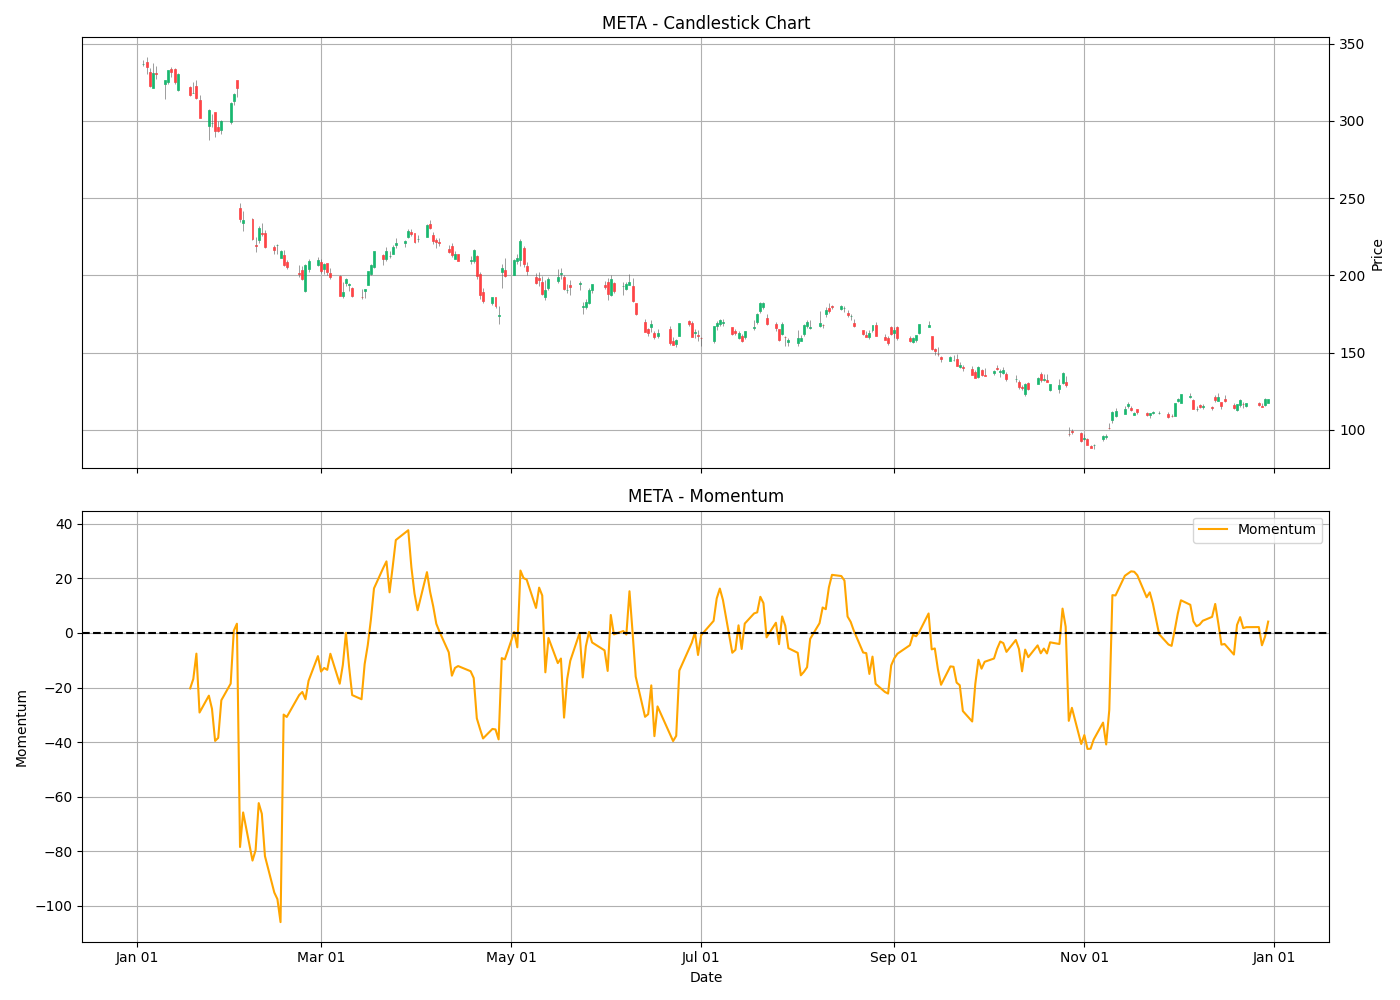 META - Candlestick Chart
350
300
250
200
150
100
Price
META - Momentum
Momentum
40
20
0
−20
−40
−60
−80
−100
Momentum
Jan 01
Mar 01
May 01
Jul 01
Sep 01
Nov 01
Jan 01
Date